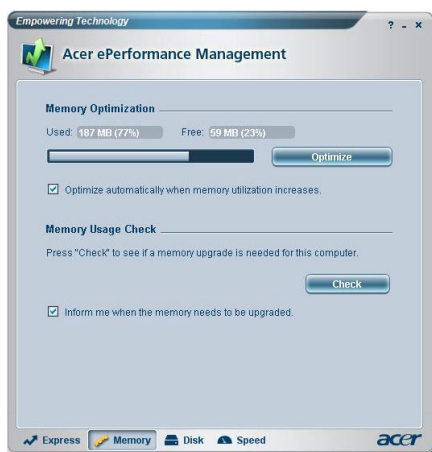 Empowering Technology ? - ×
Acer ePerformance Management
Memory Optimization
Used: 187 MB (77%) Free: 59 MB (23%)
Optimize
Optimize automatically when memory utilization increases.
Memory Usage Check
Press "Check" to see if a memory upgrade is needed for this computer.
Check
Inform me when the memory needs to be upgraded.
Express Memory Disk Speed acer